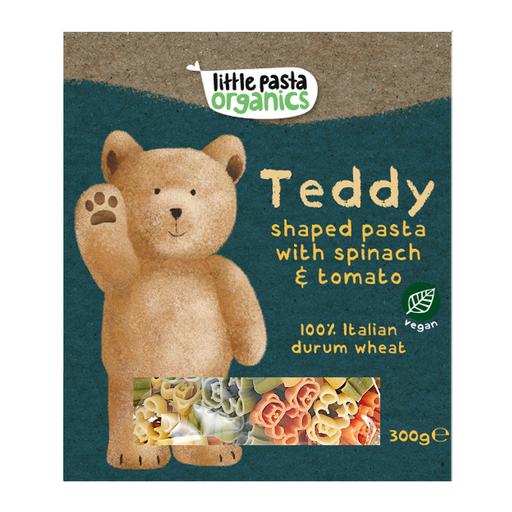 little pasta
organics
Teddy
shaped pasta
with spinach
& tomato
vegan
100% Italian
durum wheat
300g℮